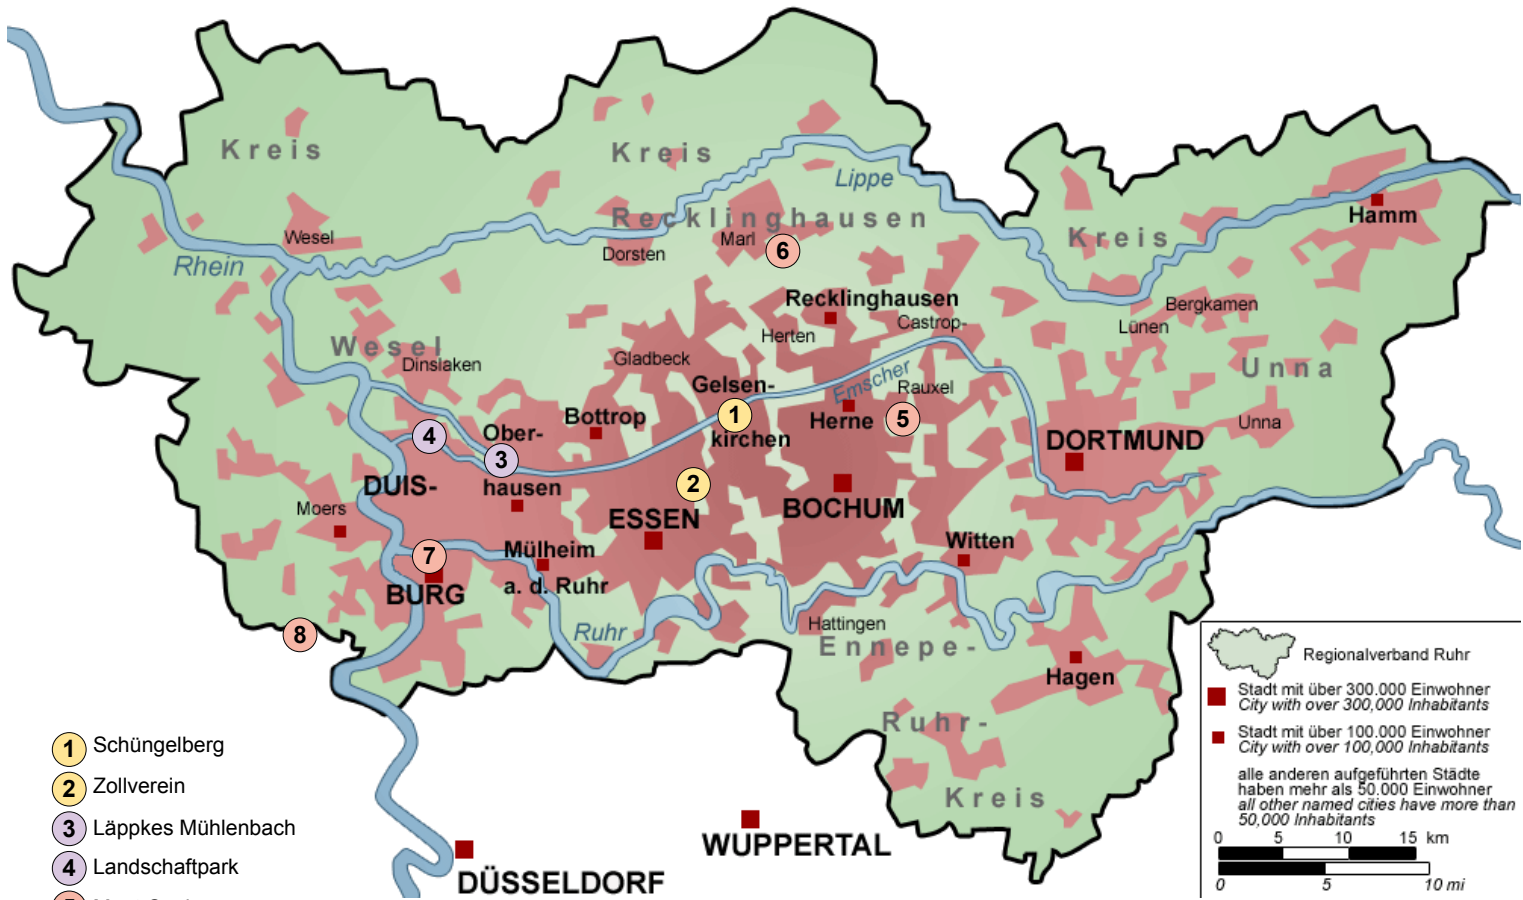 Kreis
Kreis
Lippe
Recklinghausen
Hamm
Kreis
Wesel
Marl
6
Dorsten
Rhein
Recklinghausen
Bergkamen
Castrop-
Lünen
Herten
Wesel
Gladbeck
Dinslaken
Unna
Gelsen-
Emscher
Rauxel
Bottrop
1
Herne
5
Unna
4
Ober-
kirchen
DORTMUND
3
DUIS-
hausen
2
BOCHUM
Moers
ESSEN
Witten
7
Mülheim
BURG
a. d. Ruhr
8
Ruhr
Hattingen
Ennepe-
Hagen
Ruhr-
Kreis
WUPPERTAL
DÜSSELDORF
1 Schüngelberg
2 Zollverein
3 Läppkes Mühlenbach
4 Landschaftpark
Regionalverband Ruhr
Stadt mit über 300.000 Einwohner
City with over 300,000 Inhabitants
Stadt mit über 100.000 Einwohner
City with over 100,000 Inhabitants
alle anderen aufgeführten Städte
haben mehr als 50.000 Einwohner
all other named cities have more than
50,000 Inhabitants
0 5 10 15 km
0 5 10 mi